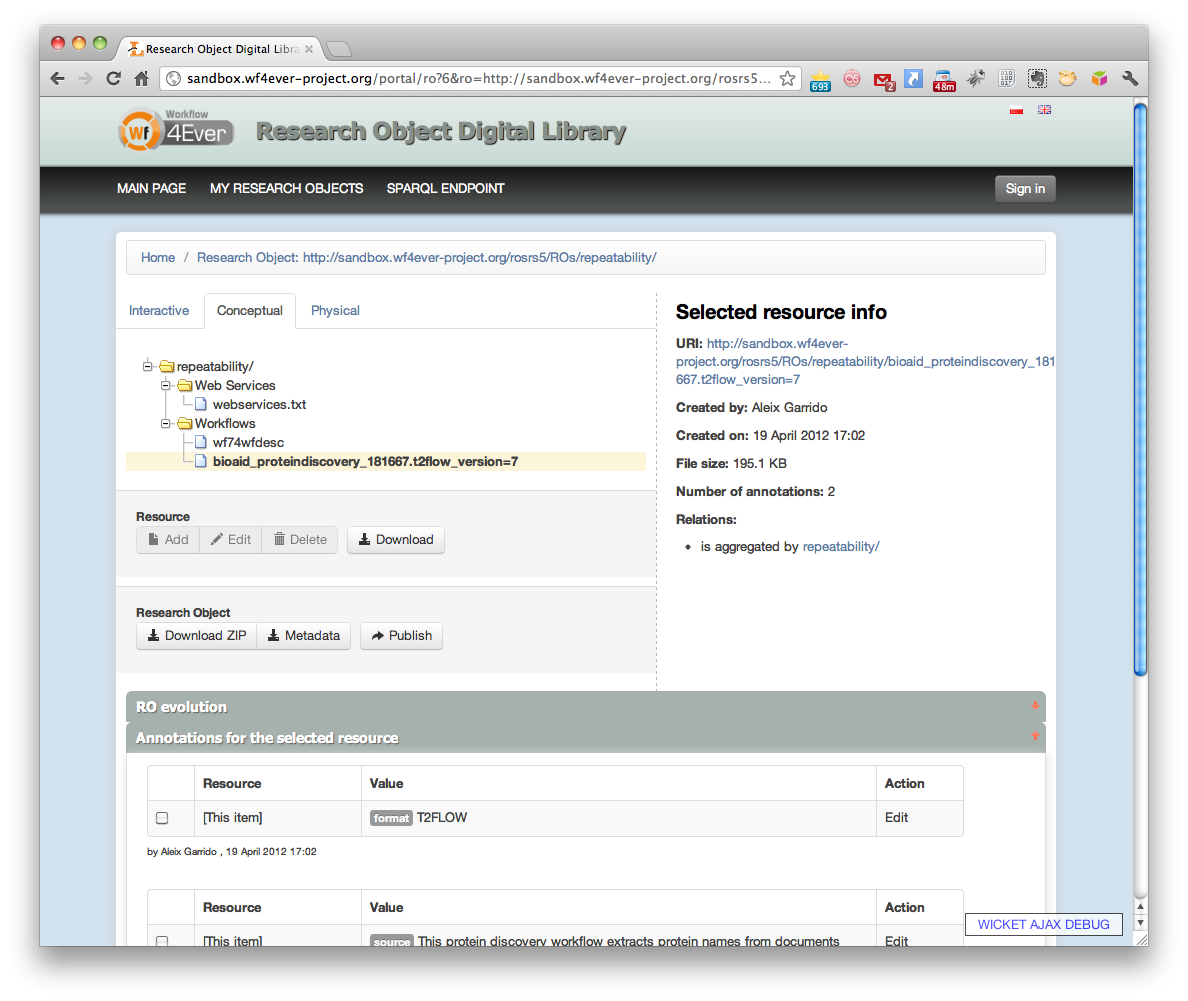 Research Object Digital Libra
sandbox.wf4ever-project.org/portal/ro?6&ro=http://sandbox.wf4ever-project.org/rosrs5...
693
2
48m
Workflow
Wf 4Ever
Research Object Digital Library
MAIN PAGE MY RESEARCH OBJECTS SPARQL ENDPOINT Sign in
Home / Research Object: http://sandbox.wf4ever-project.org/rosrs5/ROs/repeatability/
Interactive Conceptual Physical
repeatability/
Web Services
webservices.txt
Workflows
wf74wfdesc
bioaid_proteindiscovery_181667.t2flow_version=7
Resource
Add Edit Delete Download
Research Object
Download ZIP Metadata Publish
Selected resource info
URI: http://sandbox.wf4ever-
project.org/rosrs5/ROs/repeatability/bioaid_proteindiscovery_181
667.t2flow_version=7
Created by: Aleix Garrido
Created on: 19 April 2012 17:02
File size: 195.1 KB
Number of annotations: 2
Relations:
• is aggregated by repeatability/
RO evolution
Annotations for the selected resource
Resource Value Action
[This item] format T2FLOW Edit
by Aleix Garrido , 19 April 2012 17:02
Resource Value Action
[This item] source This protein discovery workflow extracts protein names from documents Edit
WICKET AJAX DEBUG